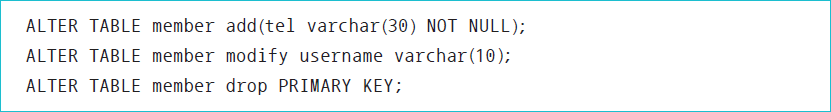 ALTER TABLE member add(tel varchar(30) NOT NULL);
ALTER TABLE member modify username varchar(10);
ALTER TABLE member drop PRIMARY KEY;